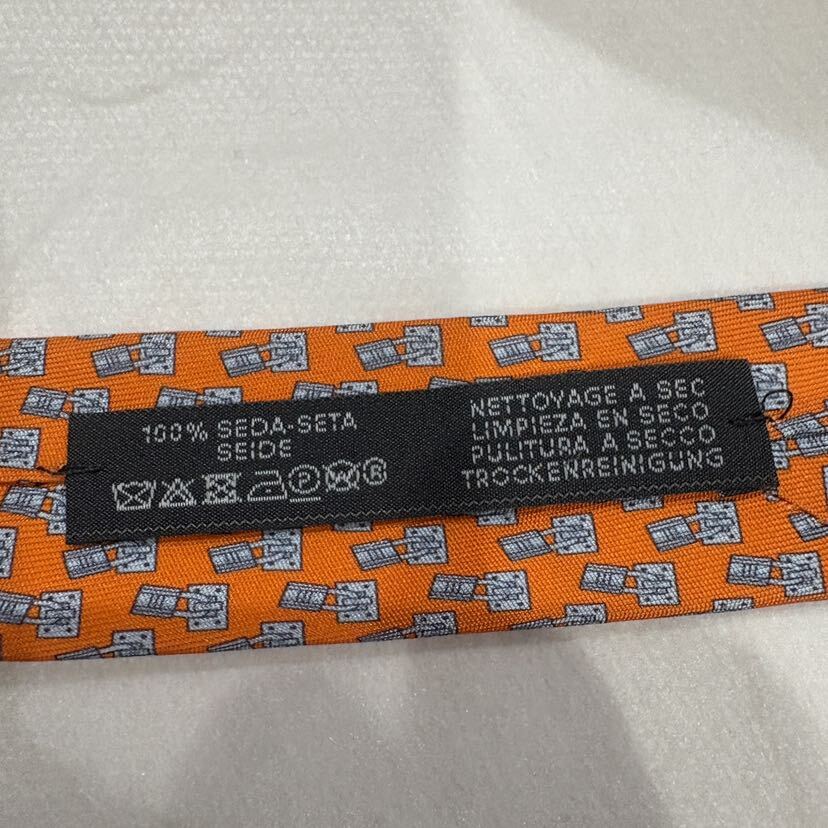 100% SEDA-SETA
SEIDE
NETTOYAGE A SEC
LIMPIEZA EN SECO
PULITURA A SECCO
TROCKENREINIGUNG